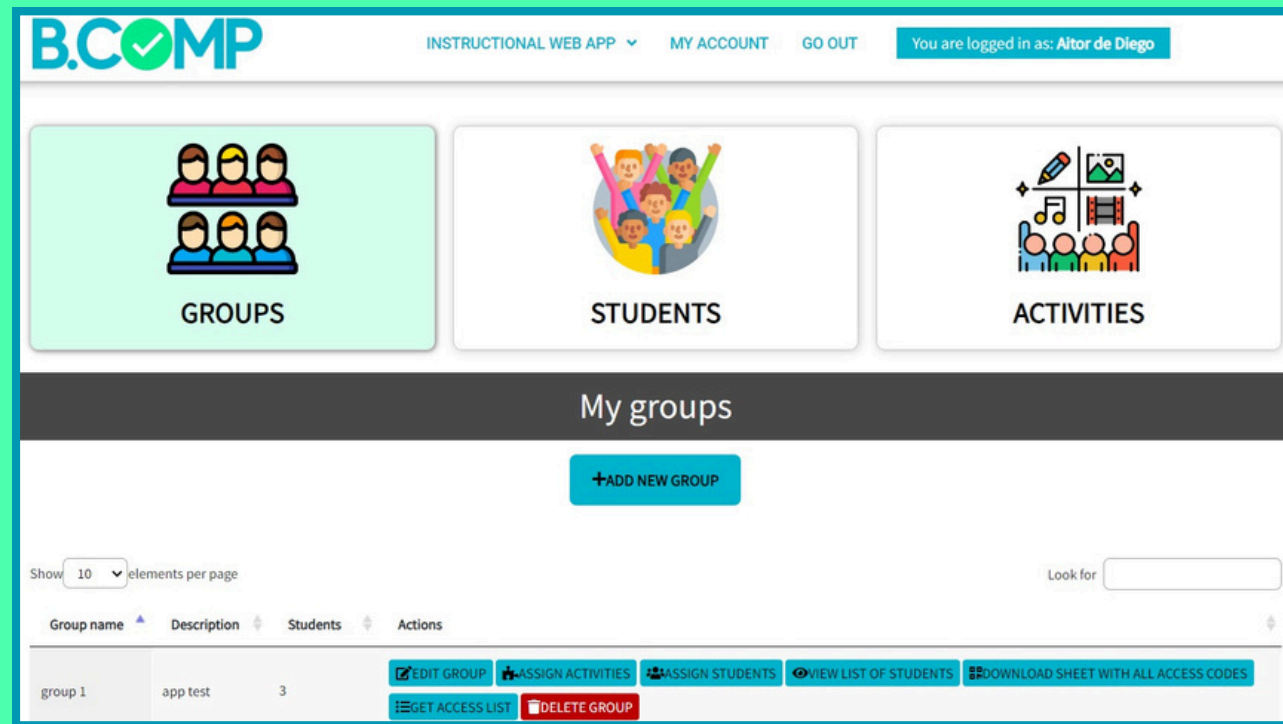 B.COMP
INSTRUCTIONAL WEB APP MY ACCOUNT GO OUT You are logged in as: Aitor de Diego
GROUPS STUDENTS ACTIVITIES
My groups
+ADD NEW GROUP
Show 10 elements per page Look for
Group name Description Students Actions
EDIT GROUP ASSIGN ACTIVITIES ASSIGN STUDENTS VIEW LIST OF STUDENTS DOWNLOAD SHEET WITH ALL ACCESS CODES
group 1 app test 3
GET ACCESS LIST DELETE GROUP